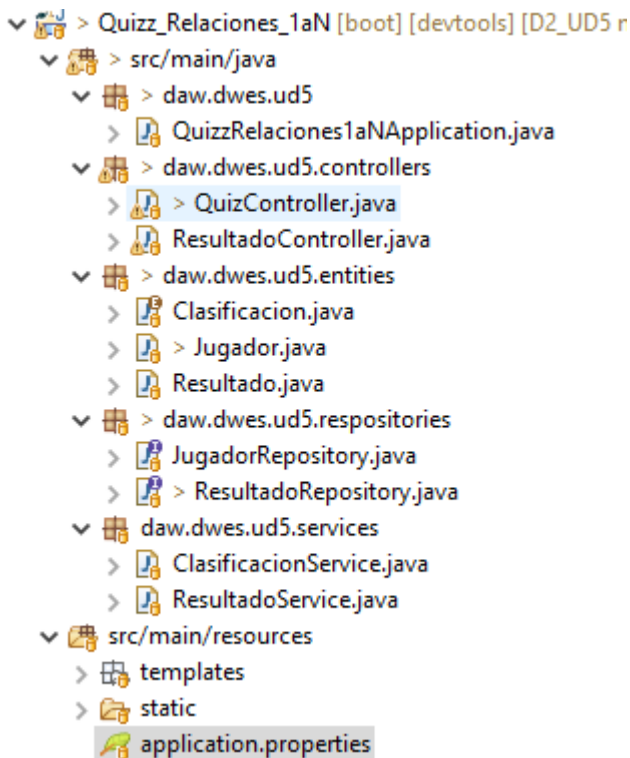 > Quizz_Relaciones_1aN [boot] [devtools] [D2_UD5 
> src/main/java
> daw.dwes.ud5
QuizzRelaciones1aNApplication.java
> daw.dwes.ud5.controllers
> QuizController.java
ResultadoController.java
> daw.dwes.ud5.entities
Clasificacion.java
> Jugador.java
Resultado.java
> daw.dwes.ud5.respositories
JugadorRepository.java
> ResultadoRepository.java
daw.dwes.ud5.services
ClasificacionService.java
ResultadoService.java
src/main/resources
templates
static
application.properties